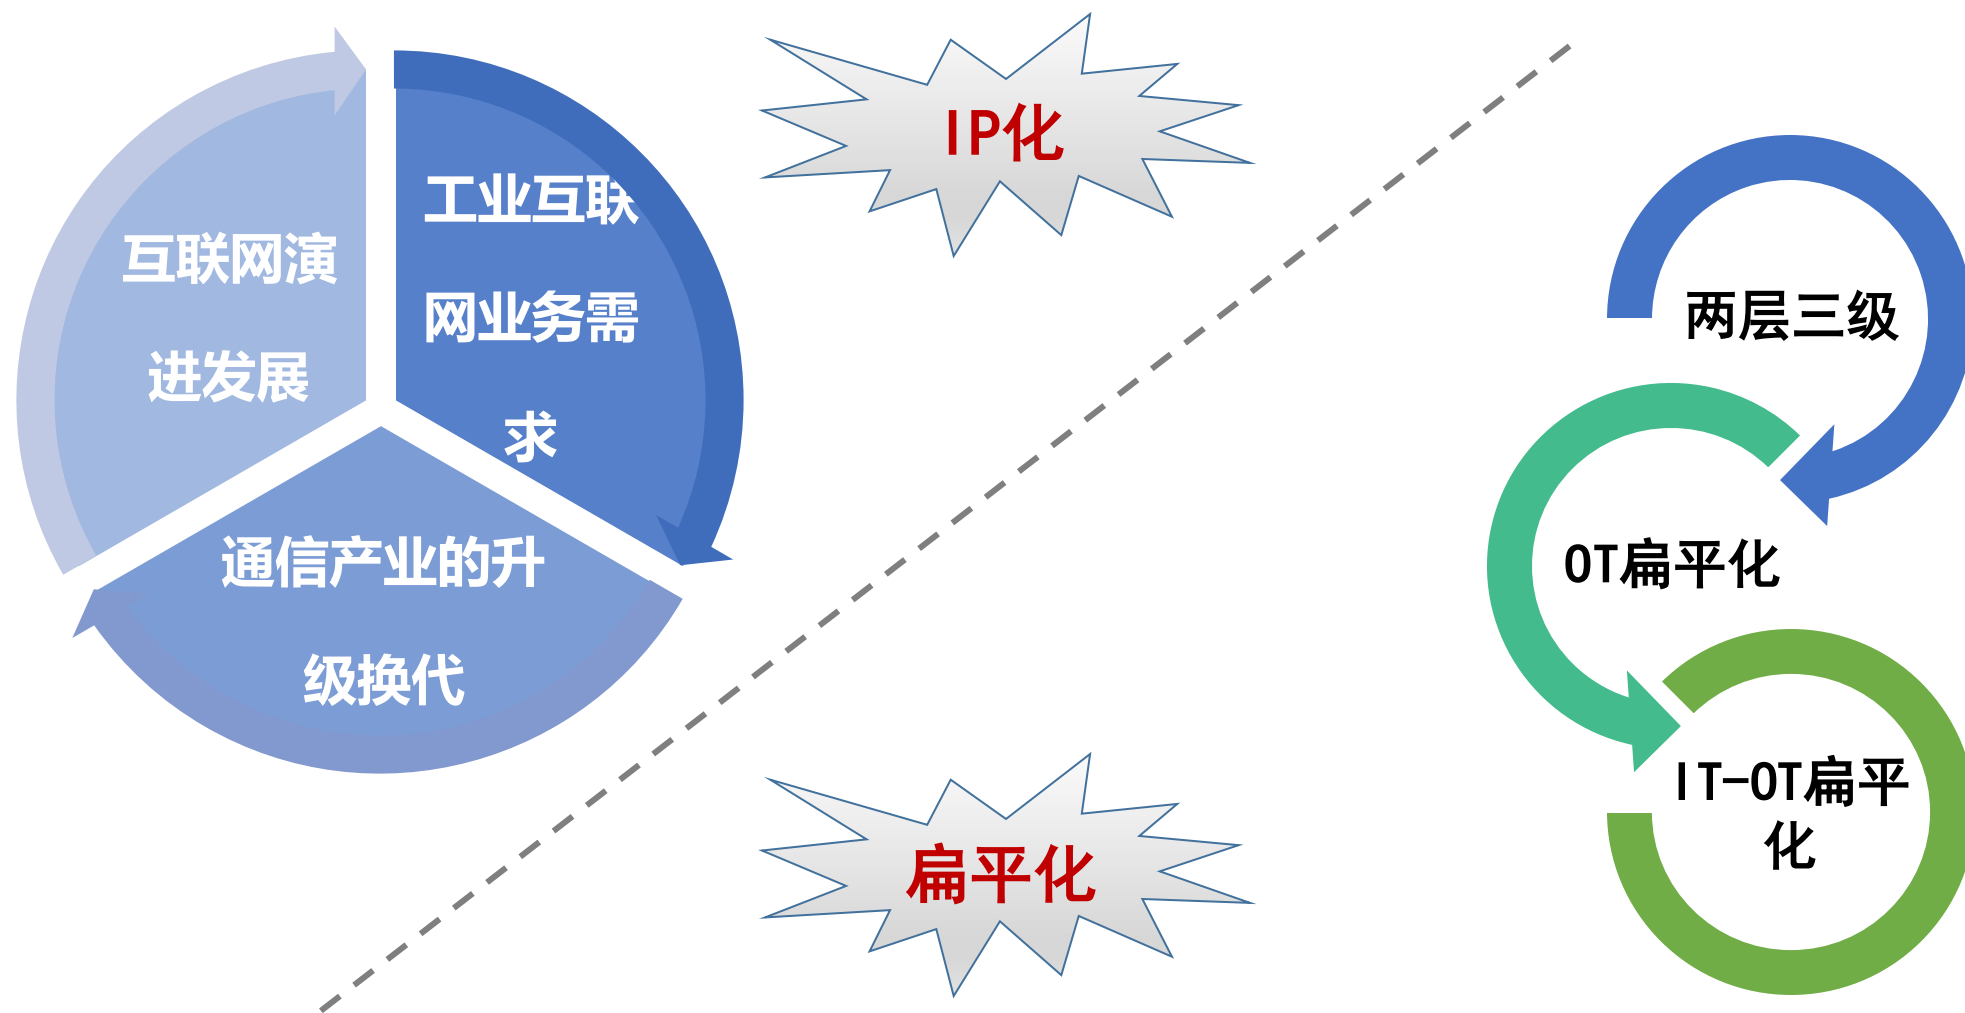 互联网演
进发展
工业互联
网业务需
求
通信产业的升
级换代
IP化
扁平化
两层三级
OT扁平化
IT-OT扁平
化